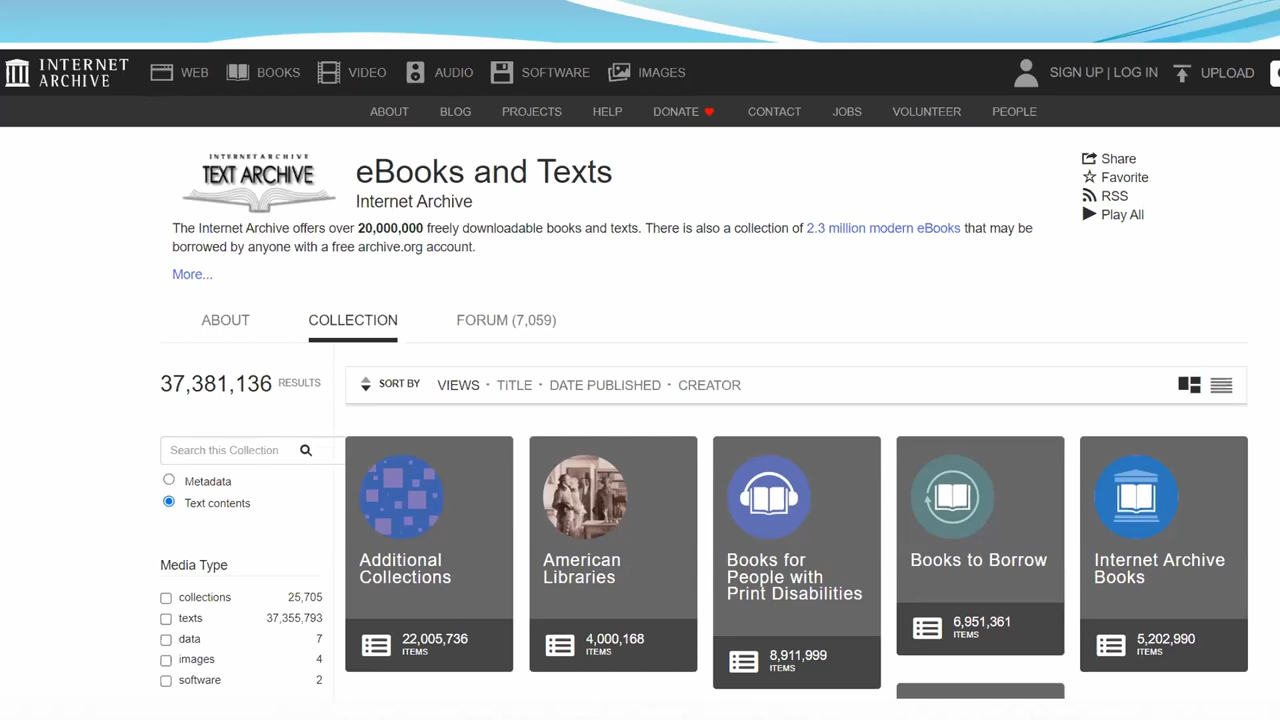 INTERNET
ARCHIVE
WEB
BOOKS
VIDEO
AUDIO
SOFTWARE
IMAGES
SIGN UP | LOG IN
UPLOAD
ABOUT
BLOG
PROJECTS
HELP
DONATE
CONTACT
JOBS
VOLUNTEER
PEOPLE
INTERNET ARCHIVE
TEXT ARCHIVE
eBooks and Texts
Internet Archive
Share
Favorite
RSS
Play All
The Internet Archive offers over 20,000,000 freely downloadable books and texts. There is also a collection of 2.3 million modern eBooks that may be
borrowed by anyone with a free archive.org account.
More...
ABOUT
COLLECTION
FORUM (7,059)
37,381,136 RESULTS
SORT BY VIEWS · TITLE · DATE PUBLISHED · CREATOR
Search this Collection
Metadata
Text contents
Media Type
collections 25,705
texts 37,355,793
data 7
images 4
software 2
Additional
Collections
22,005,736
ITEMS
American
Libraries
4,000,168
ITEMS
Books for
People with
Print Disabilities
8,911,999
ITEMS
Books to Borrow
6,951,361
ITEMS
Internet Archive
Books
5,202,990
ITEMS